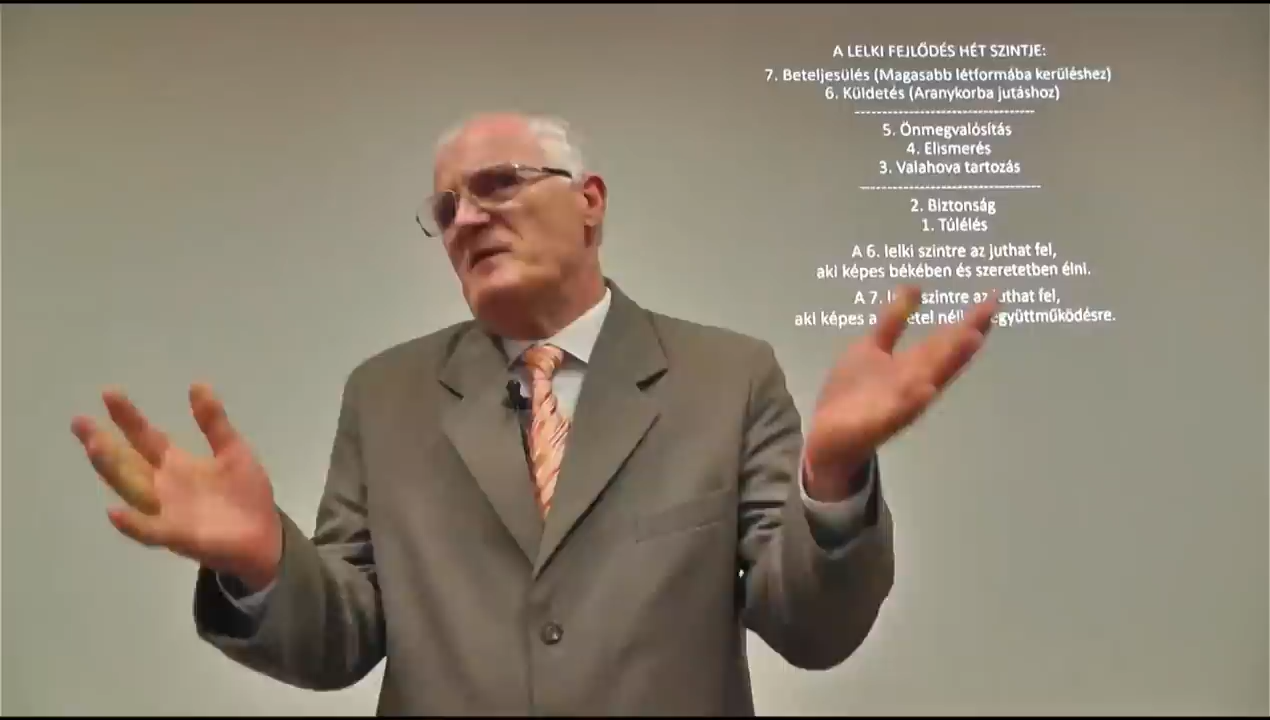 A LELKI FEJLŐDÉS HÉT SZINTJE:
7. Beteljesülés (Magasabb létformába kerüléshez)
6. Küldetés (Aranykorba jutáshoz)
--------------------------------
5. Önmegvalósítás
4. Elismerés
3. Valahova tartozás
--------------------------------
2. Biztonság
1. Túlélés
A 6. lelki szintre az juthat fel,
aki képes békében és szeretetben élni.
A 7. szintre az juthat fel,
aki képes a együttműködésre.